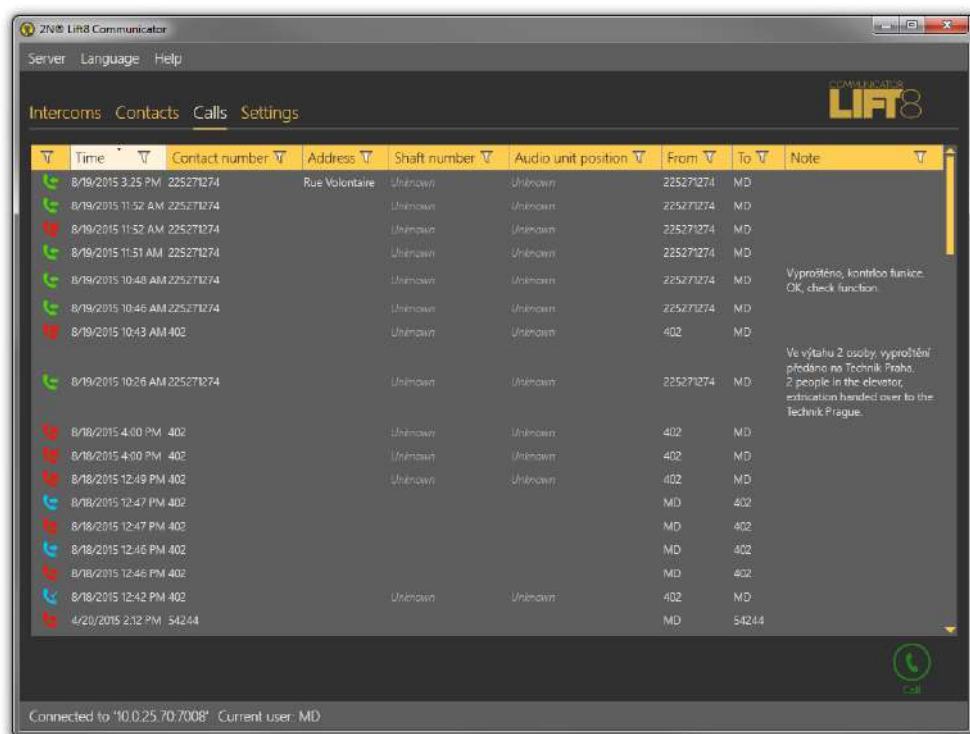 2N® Lift8 Communicator
Server Language Help
COMMUNICATOR
LIFT8
Intercoms Contacts Calls Settings
Time Contact number Address Shaft number Audio unit position From To Note
8/19/2015 3:25 PM 225271274 Rue Volontaire Unknown Unknown 225271274 MD
8/19/2015 11:52 AM 225271274 Unknown Unknown 225271274 MD
8/19/2015 11:52 AM 225271274 Unknown Unknown 225271274 MD
8/19/2015 11:51 AM 225271274 Unknown Unknown 225271274 MD
8/19/2015 10:48 AM 225271274 Unknown Unknown 225271274 MD Vyproštěno, kontrloa funkce.
OK, check function.
8/19/2015 10:46 AM 225271274 Unknown Unknown 225271274 MD
8/19/2015 10:43 AM 402 Unknown Unknown 402 MD
8/19/2015 10:26 AM 225271274 Unknown Unknown 225271274 MD Ve výtahu 2 osoby, vyproštění
předáno na Technik Praha.
2 people in the elevator,
extrication handed over to the
Technik Prague.
8/18/2015 4:00 PM 402 Unknown Unknown 402 MD
8/18/2015 4:00 PM 402 Unknown Unknown 402 MD
8/18/2015 12:49 PM 402 Unknown Unknown 402 MD
8/18/2015 12:47 PM 402 MD 402
8/18/2015 12:47 PM 402 MD 402
8/18/2015 12:46 PM 402 MD 402
8/18/2015 12:46 PM 402 MD 402
8/18/2015 12:42 PM 402 Unknown Unknown 402 MD
4/20/2015 2:12 PM 54244 MD 54244
Call
Connected to '10.0.25.70:7008' Current user: MD